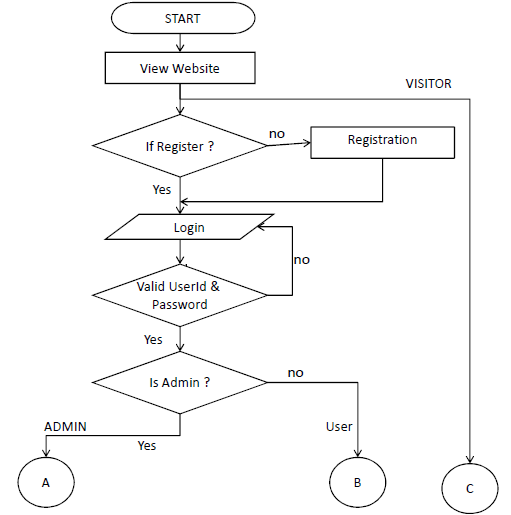 START
View Website
VISITOR
no
If Register ?
Registration
Yes
Login
no
Valid UserId &
Password
Yes
no
Is Admin ?
ADMIN
User
Yes
A
B
C